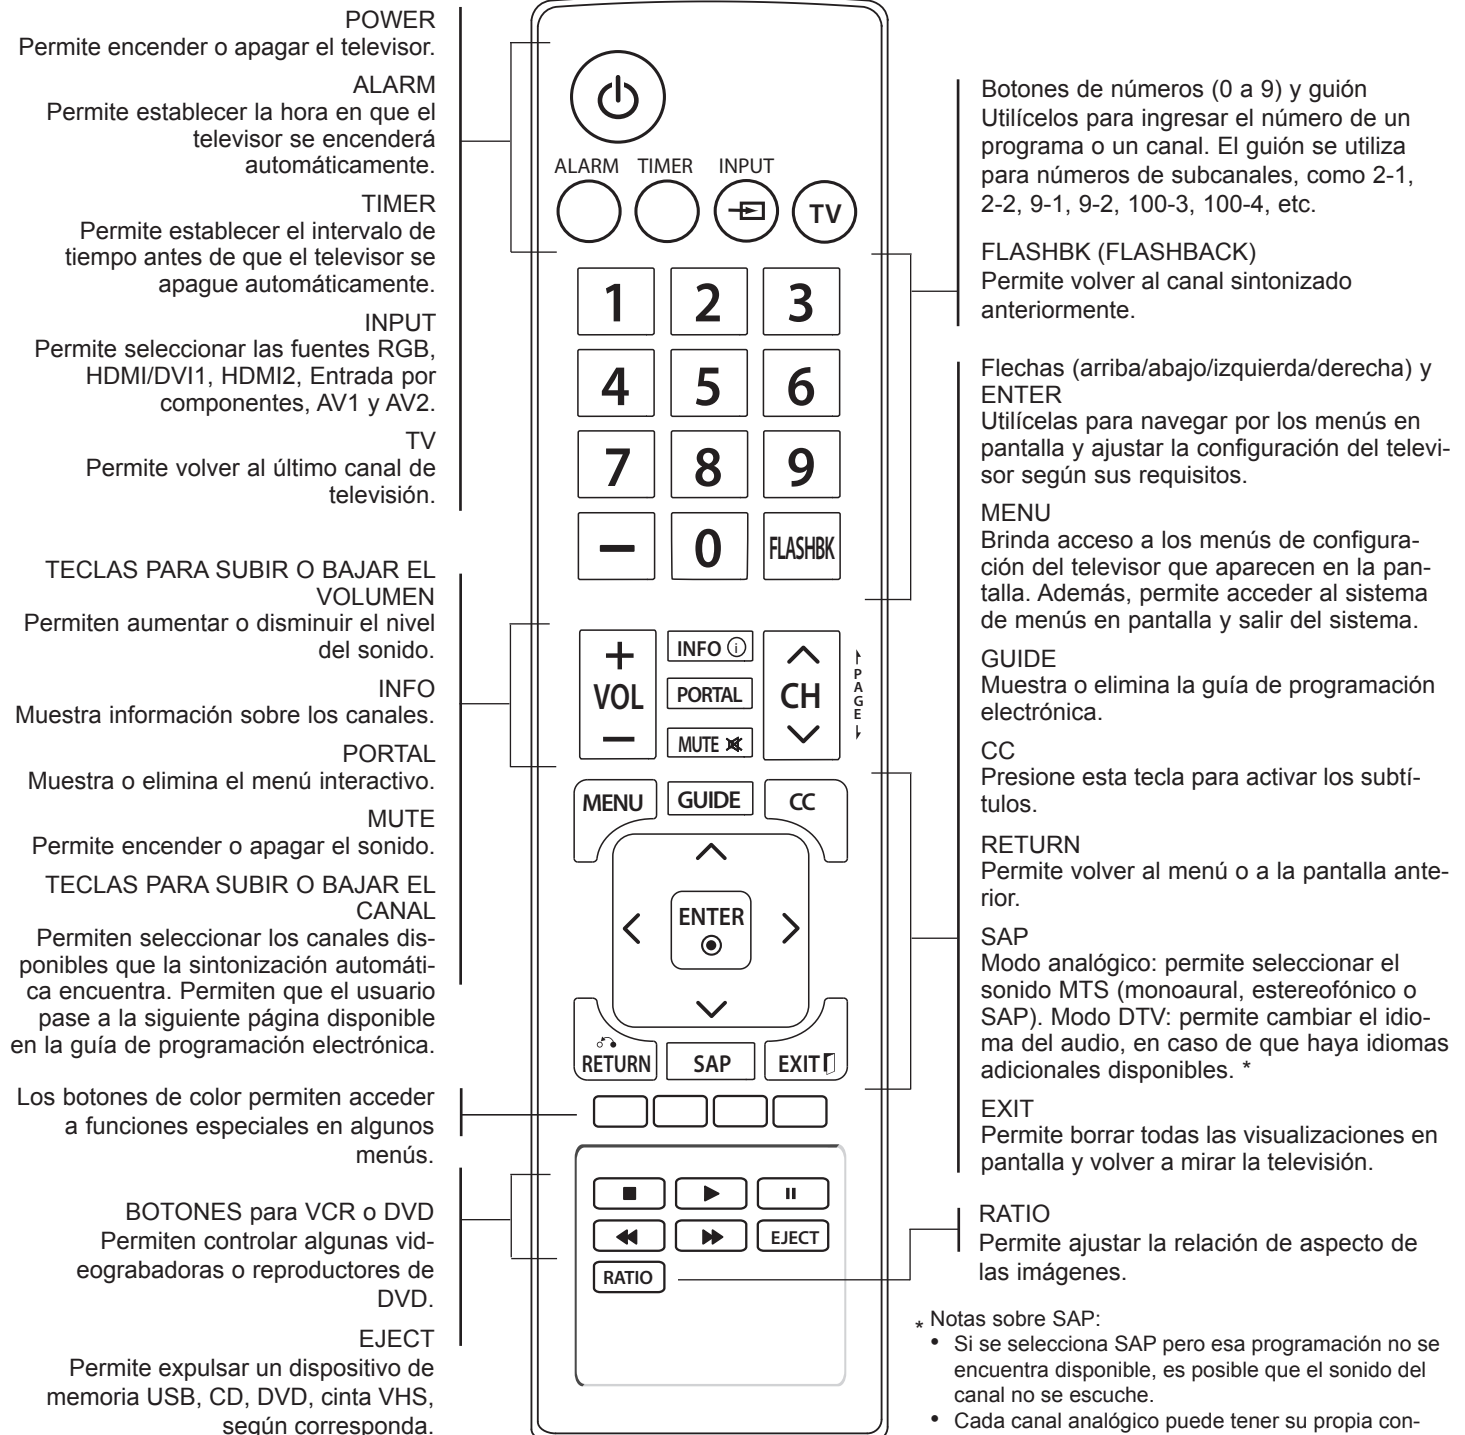 POWER
Permite encender o apagar el televisor.
ALARM
Permite establecer la hora en que el
televisor se encenderá
automáticamente.
TIMER
Permite establecer el intervalo de
tiempo antes de que el televisor se
apague automáticamente.
INPUT
Permite seleccionar las fuentes RGB,
HDMI/DVI1, HDMI2, Entrada por
componentes, AV1 y AV2.
TV
Permite volver al último canal de
televisión.
TECLAS PARA SUBIR O BAJAR EL
VOLUMEN
Permiten aumentar o disminuir el nivel
del sonido.
INFO
Muestra información sobre los canales.
PORTAL
Muestra o elimina el menú interactivo.
MUTE
Permite encender o apagar el sonido.
TECLAS PARA SUBIR O BAJAR EL
CANAL
Permiten seleccionar los canales dis-
ponibles que la sintonización automáti-
ca encuentra. Permiten que el usuario
pase a la siguiente página disponible
en la guía de programación electrónica.
Los botones de color permiten acceder
a funciones especiales en algunos
menús.
BOTONES para VCR o DVD
Permiten controlar algunas vid-
eograbadoras o reproductores de
DVD.
EJECT
Permite expulsar un dispositivo de
memoria USB, CD, DVD, cinta VHS,
según corresponda.
ALARM TIMER INPUT
TV
1 2 3
4 5 6
7 8 9
— 0 FLASHBK
+
VOL
—
INFO i
PORTAL
MUTE
CH
PAGE
MENU GUIDE CC
ENTER
RETURN SAP EXIT
EJECT
RATIO
Botones de números (0 a 9) y guión
Utilícelos para ingresar el número de un
programa o un canal. El guión se utiliza
para números de subcanales, como 2-1,
2-2, 9-1, 9-2, 100-3, 100-4, etc.
FLASHBK (FLASHBACK)
Permite volver al canal sintonizado
anteriormente.
Flechas (arriba/abajo/izquierda/derecha) y
ENTER
Utilícelas para navegar por los menús en
pantalla y ajustar la configuración del televi-
sor según sus requisitos.
MENU
Brinda acceso a los menús de configura-
ción del televisor que aparecen en la pan-
talla. Además, permite acceder al sistema
de menús en pantalla y salir del sistema.
GUIDE
Muestra o elimina la guía de programación
electrónica.
CC
Presione esta tecla para activar los subtí-
tulos.
RETURN
Permite volver al menú o a la pantalla ante-
rior.
SAP
Modo analógico: permite seleccionar el
sonido MTS (monoaural, estereofónico o
SAP). Modo DTV: permite cambiar el idio-
ma del audio, en caso de que haya idiomas
adicionales disponibles. *
EXIT
Permite borrar todas las visualizaciones en
pantalla y volver a mirar la televisión.
RATIO
Permite ajustar la relación de aspecto de
las imágenes.
* Notas sobre SAP:
• Si se selecciona SAP pero esa programación no se
encuentra disponible, es posible que el sonido del
canal no se escuche.
• Cada canal analógico puede tener su propia con-